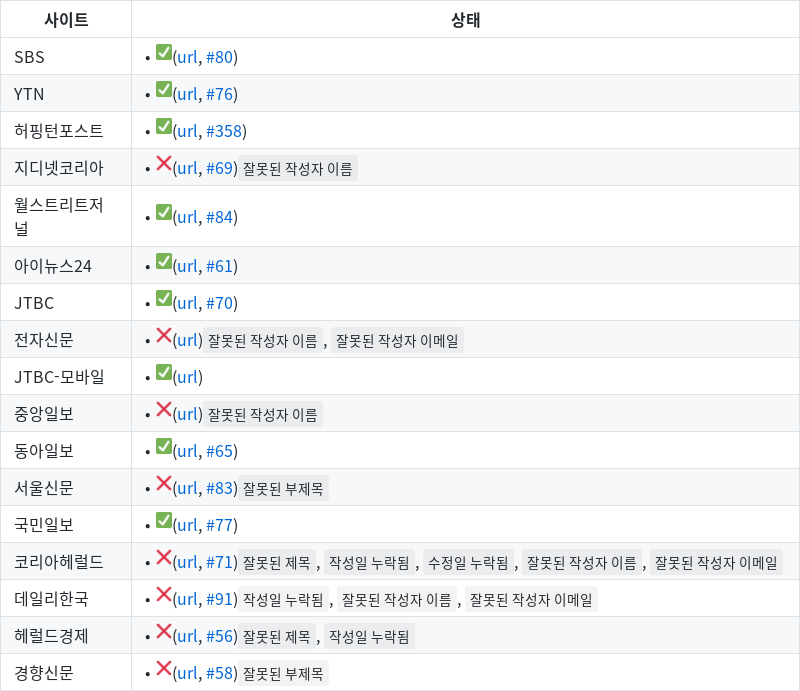 사이트 상태
SBS • ✅(url, #80)
YTN • ✅(url, #76)
허핑턴포스트 • ✅(url, #358)
지디넷코리아 • ❌(url, #69) 잘못된 작성자 이름
월스트리트저
널 • ✅(url, #84)
아이뉴스24 • ✅(url, #61)
JTBC • ✅(url, #70)
전자신문 • ❌(url) 잘못된 작성자 이름 , 잘못된 작성자 이메일
JTBC-모바일 • ✅(url)
중앙일보 • ❌(url) 잘못된 작성자 이름
동아일보 • ✅(url, #65)
서울신문 • ❌(url, #83) 잘못된 부제목
국민일보 • ✅(url, #77)
코리아헤럴드 • ❌(url, #71) 잘못된 제목 , 작성일 누락됨 , 수정일 누락됨 , 잘못된 작성자 이름 , 잘못된 작성자 이메일
데일리한국 • ❌(url, #91) 작성일 누락됨 , 잘못된 작성자 이름 , 잘못된 작성자 이메일
헤럴드경제 • ❌(url, #56) 잘못된 제목 , 작성일 누락됨
경향신문 • ❌(url, #58) 잘못된 부제목